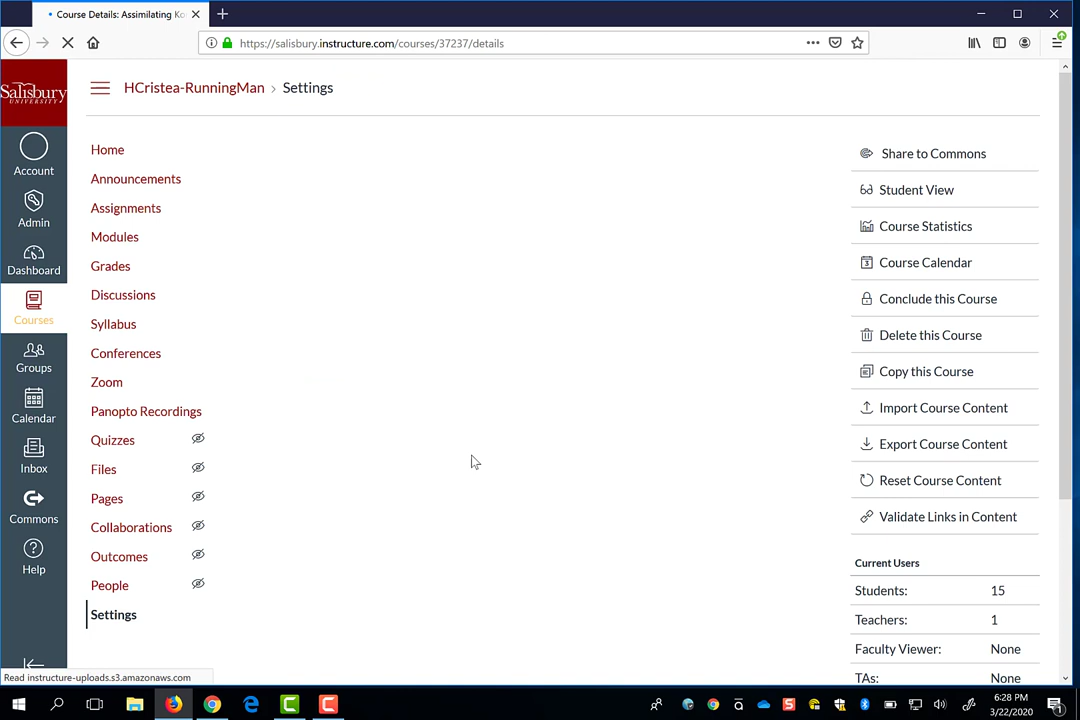 Course Details: Assimilating Ko
https://salisbury.instructure.com/courses/37237/details
Salisbury
UNIVERSITY
Account
Admin
Dashboard
Courses
Groups
Calendar
Inbox
Commons
Help
HCristea-RunningMan > Settings
Home
Announcements
Assignments
Modules
Grades
Discussions
Syllabus
Conferences
Zoom
Panopto Recordings
Quizzes
Files
Pages
Collaborations
Outcomes
People
Settings
Share to Commons
Student View
Course Statistics
Course Calendar
Conclude this Course
Delete this Course
Copy this Course
Import Course Content
Export Course Content
Reset Course Content
Validate Links in Content
Current Users
Students: 15
Teachers: 1
Faculty Viewer: None
TAs: None
Read instructure-uploads.s3.amazonaws.com
6:28 PM
3/22/2020